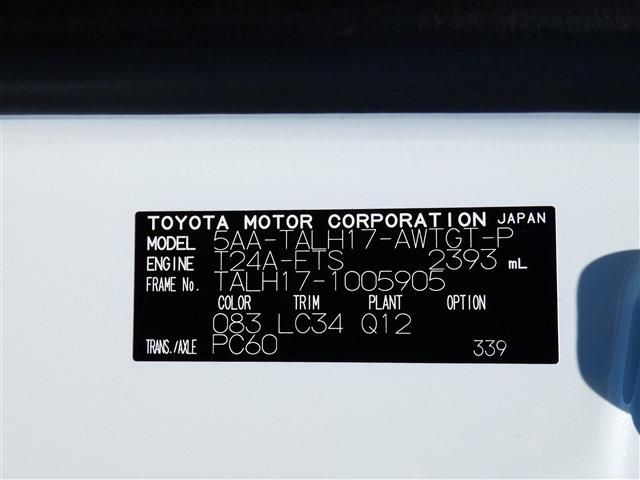 TOYOTA MOTOR CORPORATION JAPAN
MODEL 5AA-TALH17-AWTGT-P
ENGINE T24A-FTS 2393 mL
FRAME No. TALH17-1005905
COLOR TRIM PLANT OPTION
083 LC34 Q12
TRANS./AXLE PC60 339